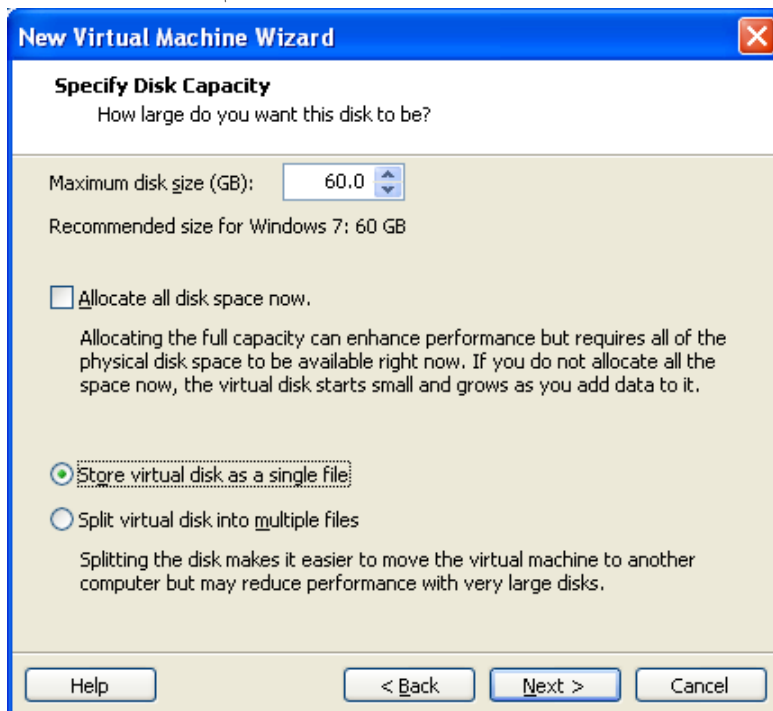 New Virtual Machine Wizard
Specify Disk Capacity
How large do you want this disk to be?
Maximum disk size (GB): 60.0
Recommended size for Windows 7: 60 GB
Allocate all disk space now.
Allocating the full capacity can enhance performance but requires all of the
physical disk space to be available right now. If you do not allocate all the
space now, the virtual disk starts small and grows as you add data to it.
Store virtual disk as a single file
Split virtual disk into multiple files
Splitting the disk makes it easier to move the virtual machine to another
computer but may reduce performance with very large disks.
Help < Back Next > Cancel